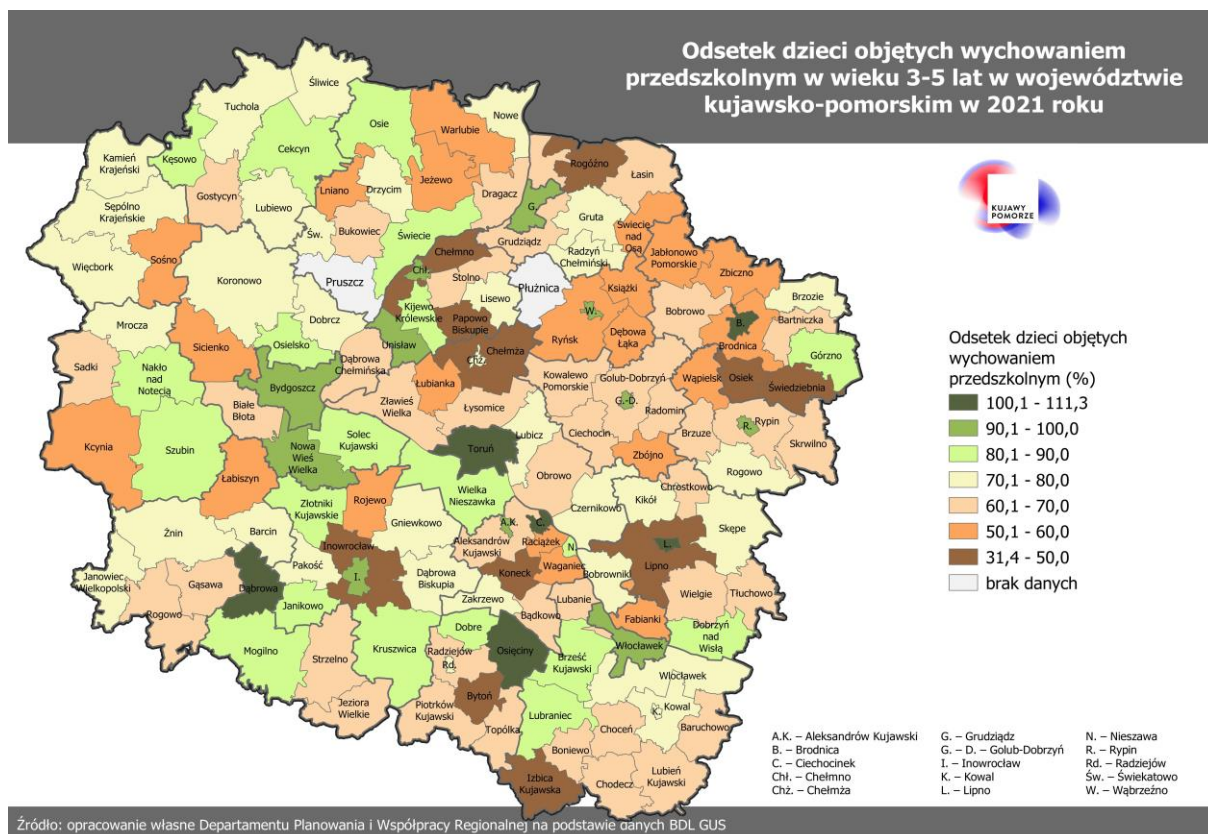 Odsetek dzieci objętych wychowaniem
przedszkolnym w wieku 3-5 lat w województwie
kujawsko-pomorskim w 2021 roku
KUJAWY
POMORZE
Śliwice
Tuchola
Nowe
Osie
Warlubie
Kamień
Krajeński
Kęsowo
Cekcyn
Rogóźno
Łasin
Lniano
Drzycim
Jeżewo
Gostycyn
Dragacz
G.
Sępólno
Krajeńskie
Lubiewo
Gruta
Św.
Bukowiec
Świecie
Grudziądz
Świecie
nad
Osą
Sośno
Chełmno
Radzyń
Chełmiński
Jabłonowo
Pomorskie
Więcbork
Koronowo
Chł.
Stolno
Zbiczno
Pruszcz
Płużnica
Książki
Lisewo
Brzozie
Kijewo
Królewskie
W.
Bobrowo
Bartniczka
Mrocza
Dobrcz
Papowo
Biskupie
B.
Dębowa
Łąka
Sicienko
Osielsko
Unisław
Ryńsk
Brodnica
Górzno
Chż.
Chełmża
Sadki
Nakło
nad
Notecią
Dąbrowa
Chełmińska
Wąpielsk
Osiek
Świedziebnia
Bydgoszcz
Łubianka
Kowalewo
Pomorskie
Golub-Dobrzyń
G.-D.
Białe
Błota
Zławieś
Wielka
Łysomice
Radomin
Rypin
R.
Kcynia
Szubin
Solec
Kujawski
Lubicz
Ciechocin
Brzuze
Skrwilno
Nowa
Wieś
Wielka
Toruń
Zbójno
Łabiszyn
Obrowo
Rogowo
Wielka
Nieszawka
Złotniki
Kujawskie
Rojewo
Chrostkowo
Kikół
Czernikowo
Gniewkowo
A.K.
C.
Skępe
Żnin
Barcin
Aleksandrów
Kujawski
Raciążek
L.
Inowrocław
N.
Waganiec
Lipno
Pakość
Janowiec
Wielkopolski
Gąsawa
Dąbrowa
I.
Dąbrowa
Biskupia
Koneck
Bobrowniki
Rogowo
Janikowo
Zakrzewo
Lubanie
Wielgie
Tłuchowo
Bądkowo
Fabianki
Dobre
Dobrzyń
nad
Wisłą
Mogilno
Strzelno
Kruszwica
Radziejów
Rd.
Osięciny
Brześć
Kujawski
Włocławek
Włocławek
Bytoń
Jeziora
Wielkie
Piotrków
Kujawski
Lubraniec
K.
Kowal
Topólka
Choceń
Baruchowo
Boniewo
Izbica
Kujawska
Chodecz
Lubień
Kujawski
Odsetek dzieci objętych
wychowaniem
przedszkolnym (%)
100,1 - 111,3
90,1 - 100,0
80,1 - 90,0
70,1 - 80,0
60,1 - 70,0
50,1 - 60,0
31,4 - 50,0
brak danych
A.K. – Aleksandrów Kujawski
B. – Brodnica
C. – Ciechocinek
Chł. – Chełmno
Chż. – Chełmża
G. – Grudziądz
G. – D. – Golub-Dobrzyń
I. – Inowrocław
K. – Kowal
L. – Lipno
N. – Nieszawa
R. – Rypin
Rd. – Radziejów
Św. – Świekatowo
W. – Wąbrzeźno
Źródło: opracowanie własne Departamentu Planowania i Współpracy Regionalnej na podstawie danych BDL GUS